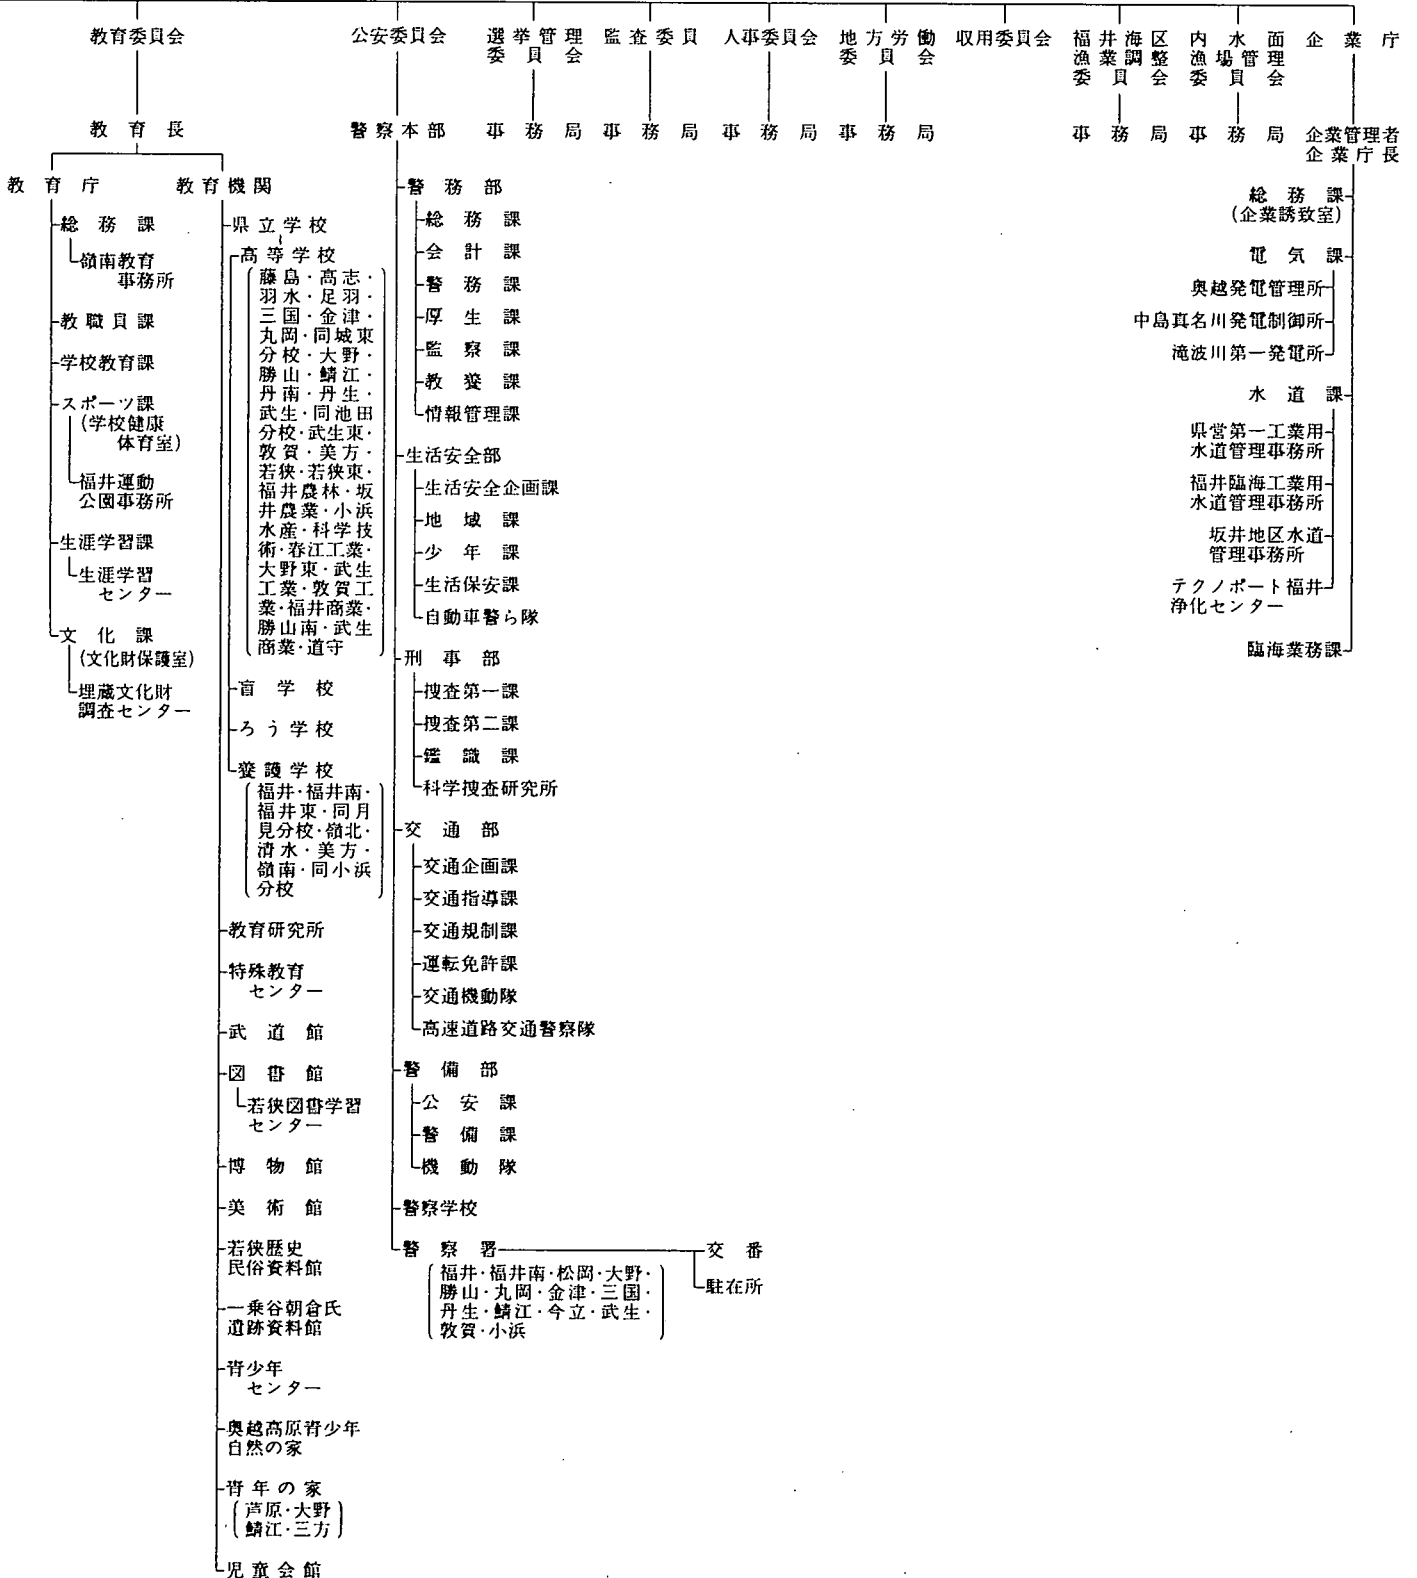 教育委員会
教育長
教育庁
総務課
嶺南教育
事務所
教職員課
学校教育課
スポーツ課
(学校健康
体育室)
福井運動
公園事務所
生涯学習課
生涯学習
センター
文化課
(文化財保護室)
埋蔵文化財
調査センター
教育機関
県立学校
高等学校
藤島・高志・
羽水・足羽・
三国・金津・
丸岡・同城東
分校・大野・
勝山・鯖江・
丹南・丹生・
武生・同池田
分校・武生東・
敦賀・美方・
若狭・若狭東・
福井農林・坂
井農業・小浜
水産・科学技
術・春江工業・
大野東・武生
工業・敦賀工
業・福井商業・
勝山南・武生
商業・道守
盲学校
ろう学校
養護学校
福井・福井南・
福井東・同月
見分校・嶺北・
清水・美方・
嶺南・同小浜
分校
教育研究所
特殊教育
センター
武道館
図書館
若狭図書学習
センター
博物館
美術館
若狭歴史
民俗資料館
一乗谷朝倉氏
遺跡資料館
青少年
センター
奥越高原青少年
自然の家
青年の家
芦原・大野
鯖江・三方
児童会館
公安委員会
警察本部
警務部
総務課
会計課
警務課
厚生課
監察課
教養課
情報管理課
生活安全部
生活安全企画課
地域課
少年課
生活保安課
自動車警ら隊
刑事部
捜査第一課
捜査第二課
鑑識課
科学捜査研究所
交通部
交通企画課
交通指導課
交通規制課
運転免許課
交通機動隊
高速道路交通警察隊
警備部
公安課
警備課
機動隊
警察学校
警察署
福井・福井南・松岡・大野・
勝山・丸岡・金津・三国・
丹生・鯖江・今立・武生・
敦賀・小浜
交番
駐在所
選挙管理
委員会
事務局
監査委員
事務局
人事委員会
事務局
地方労働
委員会
事務局
収用委員会
福井海区
漁業調整
委員会
事務局
内水面
漁場管理
委員会
事務局
企業庁
企業管理者
企業庁長
総務課
(企業誘致室)
電気課
奥越発電管理所
中島真名川発電制御所
滝波川第一発電所
水道課
県営第一工業用
水道管理事務所
福井臨海工業用
水道管理事務所
坂井地区水道
管理事務所
テクノポート福井
浄化センター
臨海業務課